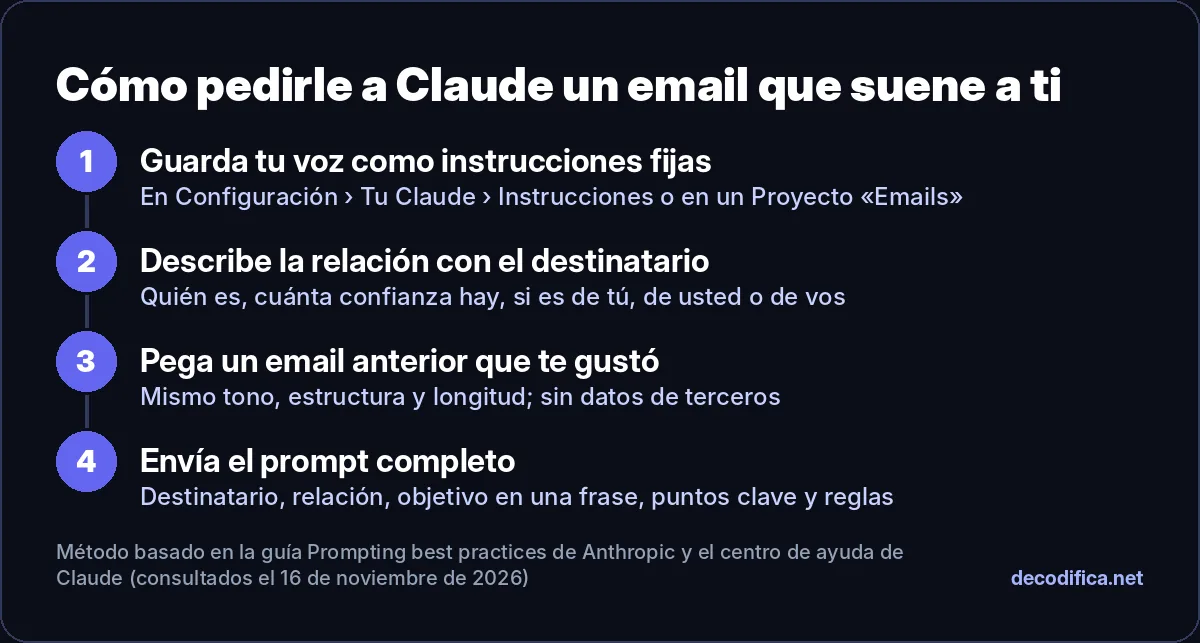 Cómo pedirle a Claude un email que suene a ti
1
Guarda tu voz como instrucciones fijas
En Configuración › Tu Claude › Instrucciones o en un Proyecto «Emails»
2
Describe la relación con el destinatario
Quién es, cuánta confianza hay, si es de tú, de usted o de vos
3
Pega un email anterior que te gustó
Mismo tono, estructura y longitud; sin datos de terceros
4
Envía el prompt completo
Destinatario, relación, objetivo en una frase, puntos clave y reglas
Método basado en la guía Prompting best practices de Anthropic y el centro de ayuda de
Claude (consultados el 16 de noviembre de 2026)
decodifica.net